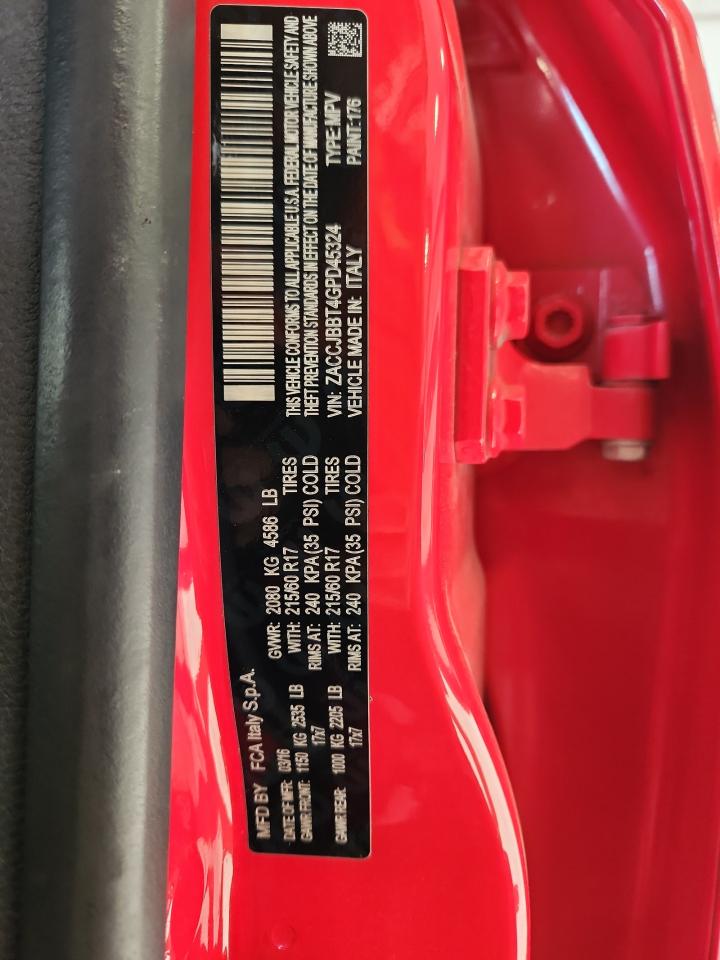 MFD BY FCA Italy S.p.A.
DATE OF MFR: 03/16 GVWR: 2080 KG 4586 LB
GAWR FRONT: 1150 KG 2535 LB WITH: 215/60 R17 TIRES
17x7 RIMS AT: 240 KPA(35 PSI) COLD
GAWR REAR: 1000 KG 2205 LB WITH: 215/60 R17 TIRES
17x7 RIMS AT: 240 KPA(35 PSI) COLD
THIS VEHICLE CONFORMS TO ALL APPLICABLE U.S.A. FEDERAL MOTOR VEHICLE SAFETY AND
THEFT PREVENTION STANDARDS IN EFFECT ON THE DATE OF MANUFACTURE SHOWN ABOVE
VIN: ZACCJBBT4GPD45324 TYPE:MPV
VEHICLE MADE IN: ITALY PAINT:176